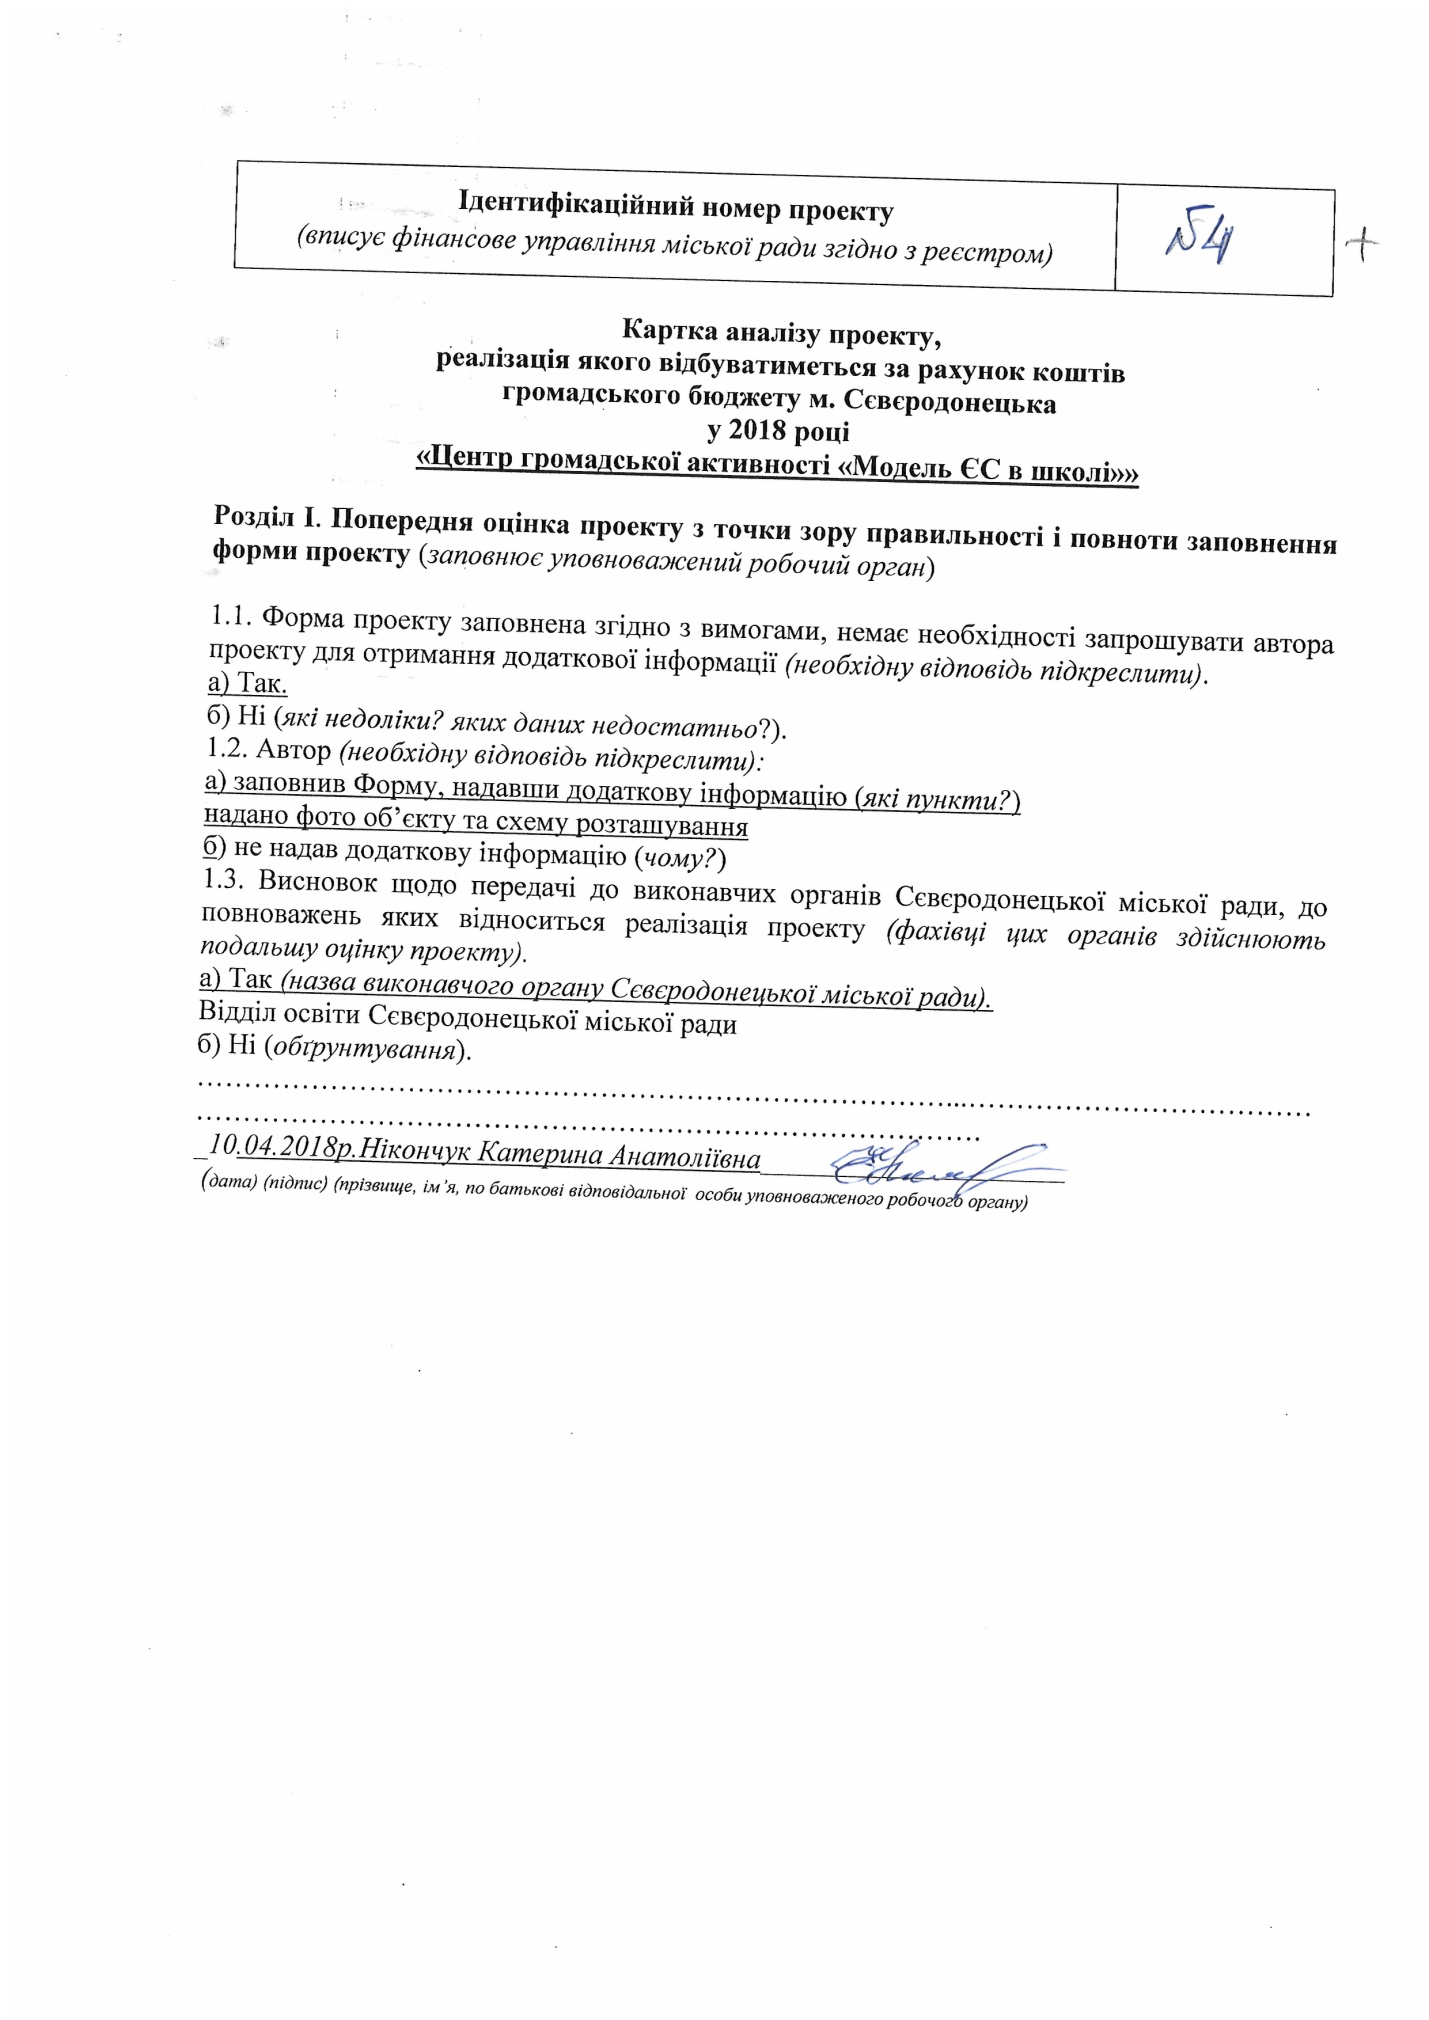 Ідентифікаційний номер проекту
(вписує фінансове управління міської ради згідно з реєстром)
№4
+
Картка аналізу проекту,
реалізація якого відбуватиметься за рахунок коштів
громадського бюджету м. Сєвєродонецька
у 2018 році
«Центр громадської активності «Модель ЄС в школі»»
Розділ І. Попередня оцінка проекту з точки зору правильності і повноти заповнення
форми проекту (заповнює уповноважений робочий орган)
1.1. Форма проекту заповнена згідно з вимогами, немає необхідності запрошувати автора
проекту для отримання додаткової інформації (необхідну відповідь підкреслити).
а) Так.
б) Ні (які недоліки? яких даних недостатньо?).
1.2. Автор (необхідну відповідь підкреслити):
а) заповнив Форму, надавши додаткову інформацію (які пункти?)
надано фото об’єкту та схему розташування
б) не надав додаткову інформацію (чому?)
1.3. Висновок щодо передачі до виконавчих органів Сєвєродонецької міської ради, до
повноважень яких відноситься реалізація проекту (фахівці цих органів здійснюють
подальшу оцінку проекту).
а) Так (назва виконавчого органу Сєвєродонецької міської ради).
Відділ освіти Сєвєродонецької міської ради
б) Ні (обґрунтування).
_10.04.2018р.Нікончук Катерина Анатоліївна
(дата) (підпис) (прізвище, ім’я, по батькові відповідальної особи уповноваженого робочого органу)